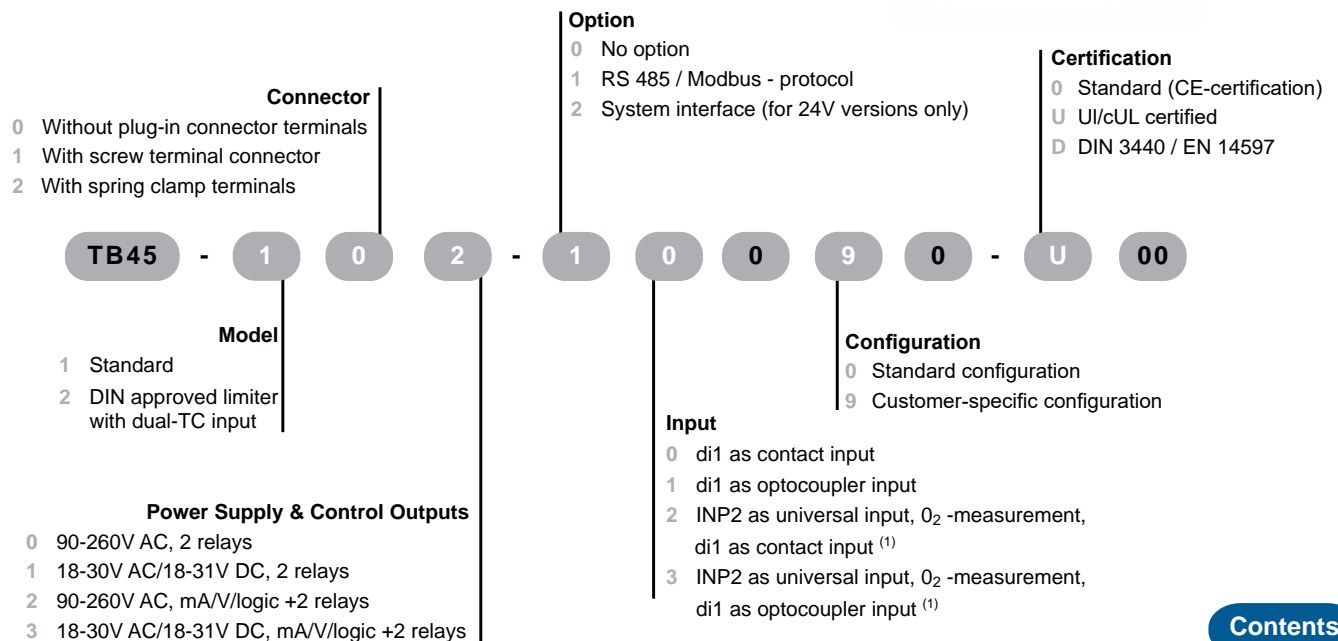 Option
0 No option
1 RS 485 / Modbus - protocol
2 System interface (for 24V versions only)
Certification
0 Standard (CE-certification)
U Ul/cUL certified
D DIN 3440 / EN 14597
Connector
0 Without plug-in connector terminals
1 With screw terminal connector
2 With spring clamp terminals
TB45 - 1 0 2 - 1 0 0 9 0 - U 00
Model
1 Standard
2 DIN approved limiter
with dual-TC input
Configuration
0 Standard configuration
9 Customer-specific configuration
Input
0 di1 as contact input
1 di1 as optocoupler input
2 INP2 as universal input, 0₂ -measurement,
di1 as contact input ⁽¹⁾
3 INP2 as universal input, 0₂ -measurement,
di1 as optocoupler input ⁽¹⁾
Power Supply & Control Outputs
0 90-260V AC, 2 relays
1 18-30V AC/18-31V DC, 2 relays
2 90-260V AC, mA/V/logic +2 relays
3 18-30V AC/18-31V DC, mA/V/logic +2 relays
Contents